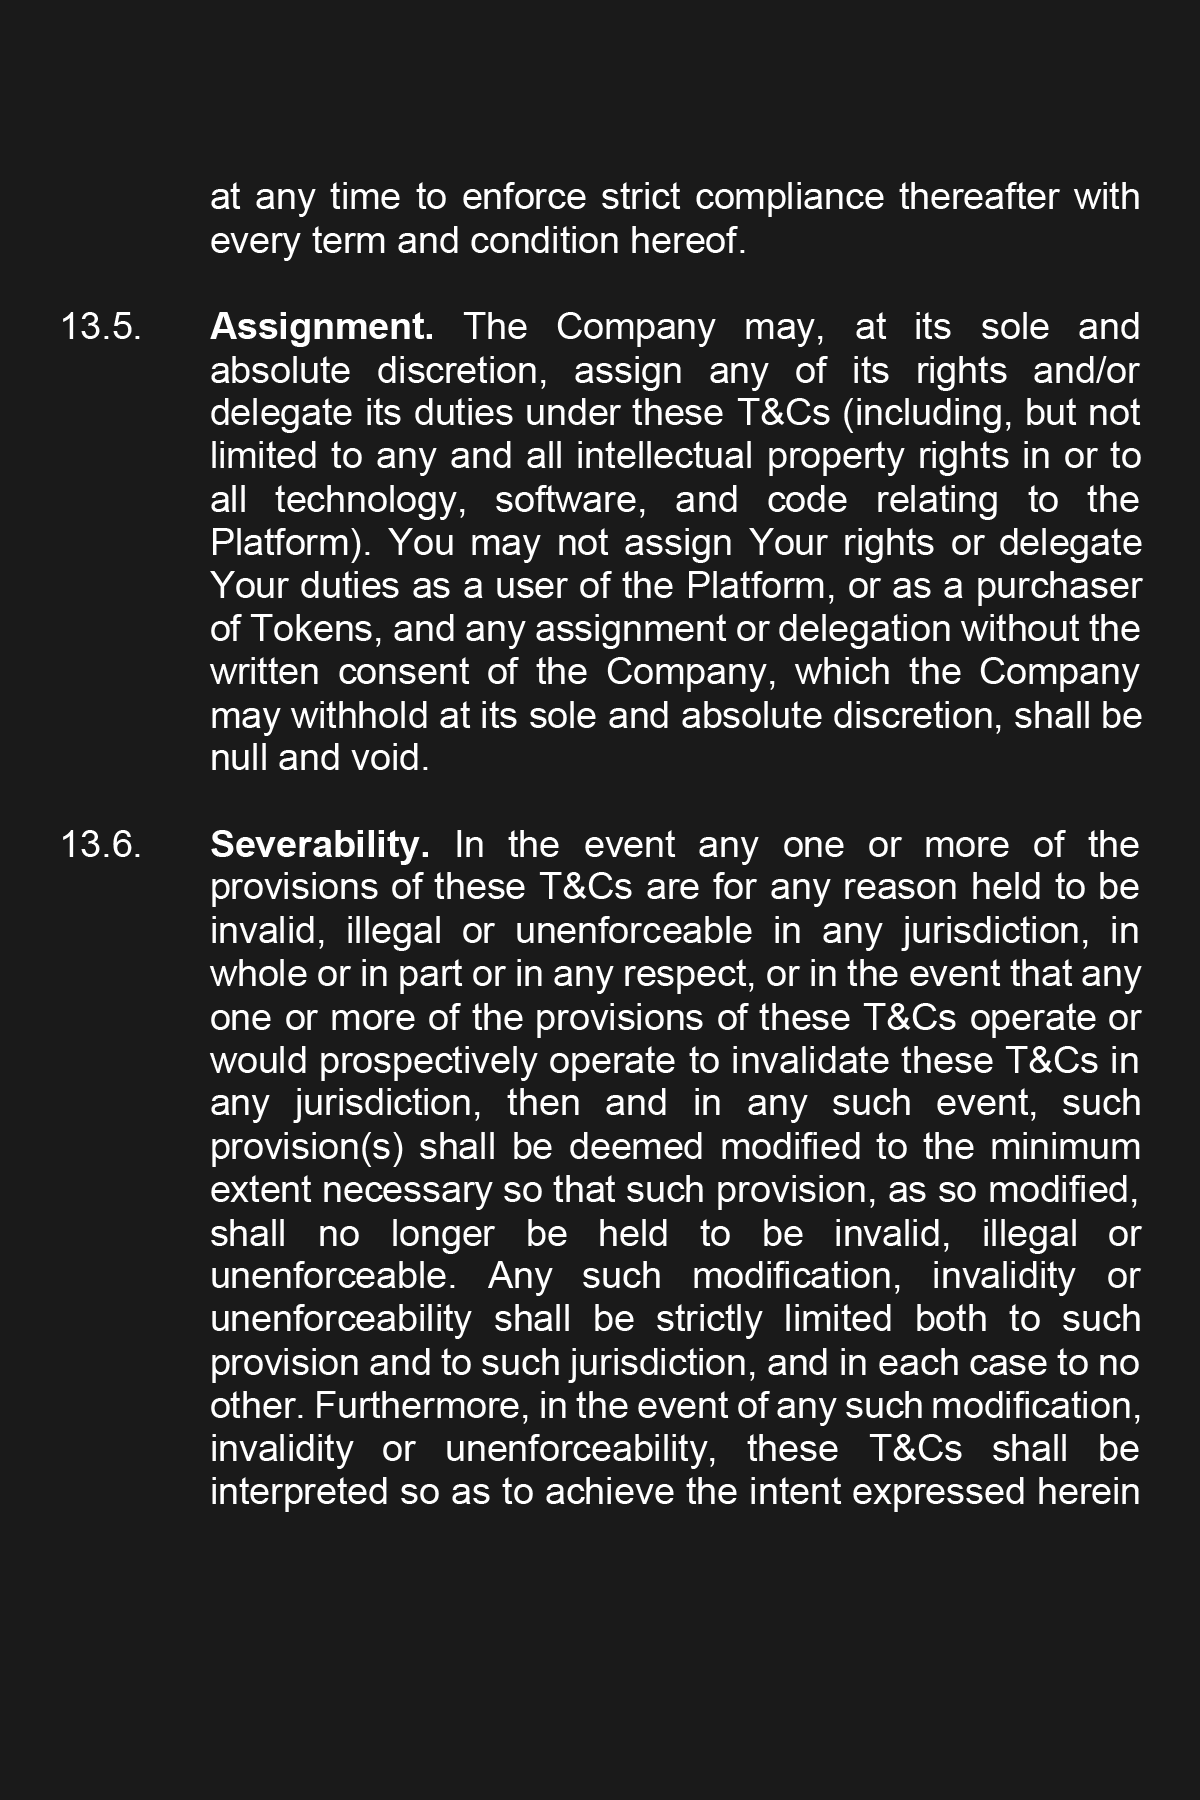 at any time to enforce strict compliance thereafter with
every term and condition hereof.
13.5. Assignment. The Company may, at its sole and
absolute discretion, assign any of its rights and/or
delegate its duties under these T&Cs (including, but not
limited to any and all intellectual property rights in or to
all technology, software, and code relating to the
Platform). You may not assign Your rights or delegate
Your duties as a user of the Platform, or as a purchaser
of Tokens, and any assignment or delegation without the
written consent of the Company, which the Company
may withhold at its sole and absolute discretion, shall be
null and void.
13.6. Severability. In the event any one or more of the
provisions of these T&Cs are for any reason held to be
invalid, illegal or unenforceable in any jurisdiction, in
whole or in part or in any respect, or in the event that any
one or more of the provisions of these T&Cs operate or
would prospectively operate to invalidate these T&Cs in
any jurisdiction, then and in any such event, such
provision(s) shall be deemed modified to the minimum
extent necessary so that such provision, as so modified,
shall no longer be held to be invalid, illegal or
unenforceable. Any such modification, invalidity or
unenforceability shall be strictly limited both to such
provision and to such jurisdiction, and in each case to no
other. Furthermore, in the event of any such modification,
invalidity or unenforceability, these T&Cs shall be
interpreted so as to achieve the intent expressed herein